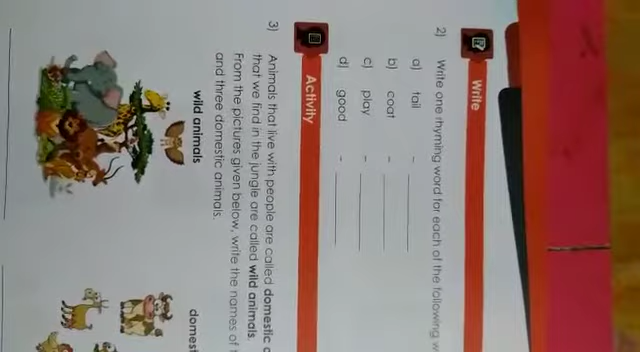 Write
2) Write one rhyming word for each of the following w
a) tail -
b) coat -
c) play -
d) good -
Activity
3) Animals that live with people are called domestic a
that we find in the jungle are called wild animals.
From the pictures given below, write the names of t
and three domestic animals.
wild animals
domest